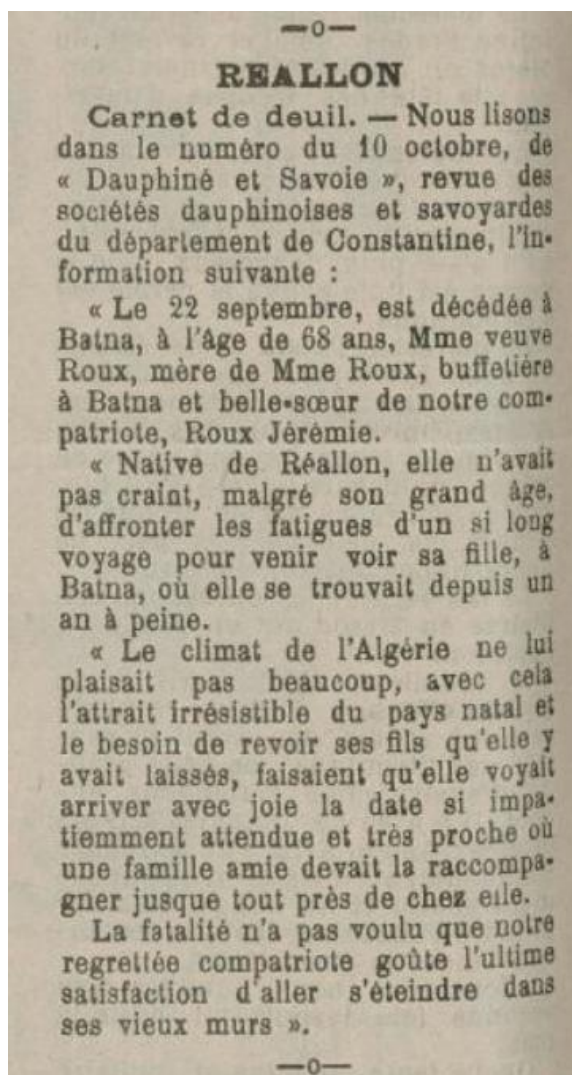 —o—
REALLON
Carnet de deuil. — Nous lisons
dans le numéro du 10 octobre, de
« Dauphiné et Savoie », revue des
sociétés dauphinoises et savoyardes
du département de Constantine, l'in-
formation suivante :
« Le 22 septembre, est décédée à
Batna, à l'âge de 68 ans, Mme veuve
Roux, mère de Mme Roux, buffetière
à Batna et belle-sœur de notre com-
patriote, Roux Jérémie.
« Native de Réallon, elle n'avait
pas craint, malgré son grand âge,
d'affronter les fatigues d'un si long
voyage pour venir voir sa fille, à
Batna, où elle se trouvait depuis un
an à peine.
« Le climat de l'Algérie ne lui
plaisait pas beaucoup, avec cela
l'attrait irrésistible du pays natal et
le besoin de revoir ses fils qu'elle y
avait laissés, faisaient qu'elle voyait
arriver avec joie la date si impa-
tiemment attendue et très proche où
une famille amie devait la raccompa-
gner jusque tout près de chez elle.
La fatalité n'a pas voulu que notre
regrettée compatriote goûte l'ultime
satisfaction d'aller s'éteindre dans
ses vieux murs ».
—o—